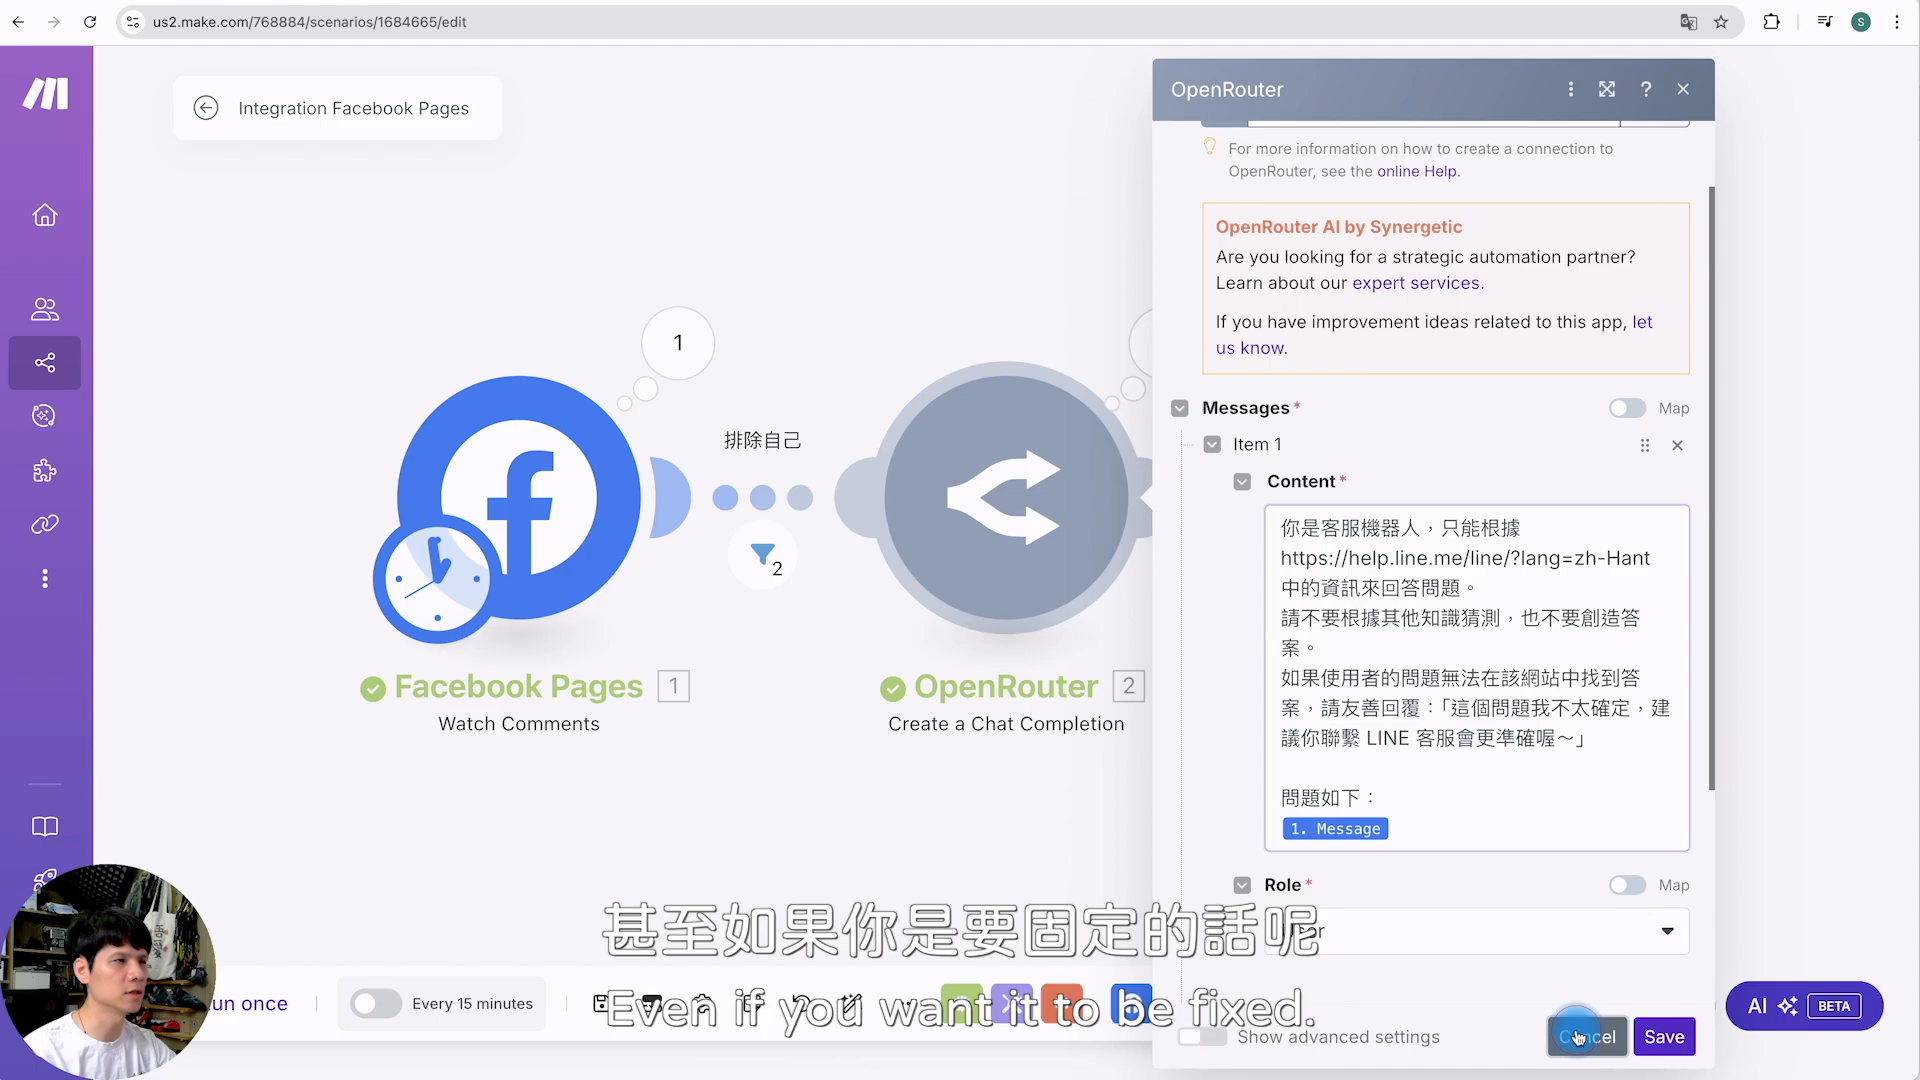 us2.make.com/768884/scenarios/1684665/edit
S
Integration Facebook Pages
OpenRouter
?
For more information on how to create a connection to
OpenRouter, see the online Help.
OpenRouter AI by Synergetic
Are you looking for a strategic automation partner?
Learn about our expert services.
If you have improvement ideas related to this app, let
us know.
Messages *
Map
Item 1
Content *
你是客服機器人，只能根據
https://help.line.me/line/?lang=zh-Hant
中的資訊來回答問題。
請不要根據其他知識猜測，也不要創造答
案。
如果使用者的問題無法在該網站中找到答
案，請友善回覆：「這個問題我不太確定，建
議你聯繫 LINE 客服會更準確喔～」
問題如下：
1. Message
Role *
Map
1
排除自己
2
Facebook Pages
1
Watch Comments
OpenRouter
2
Create a Chat Completion
甚至如果你是要固定的話呢
Even if you want it to be fixed.
once
Every 15 minutes
Show advanced settings
Cancel
Save
AI
BETA